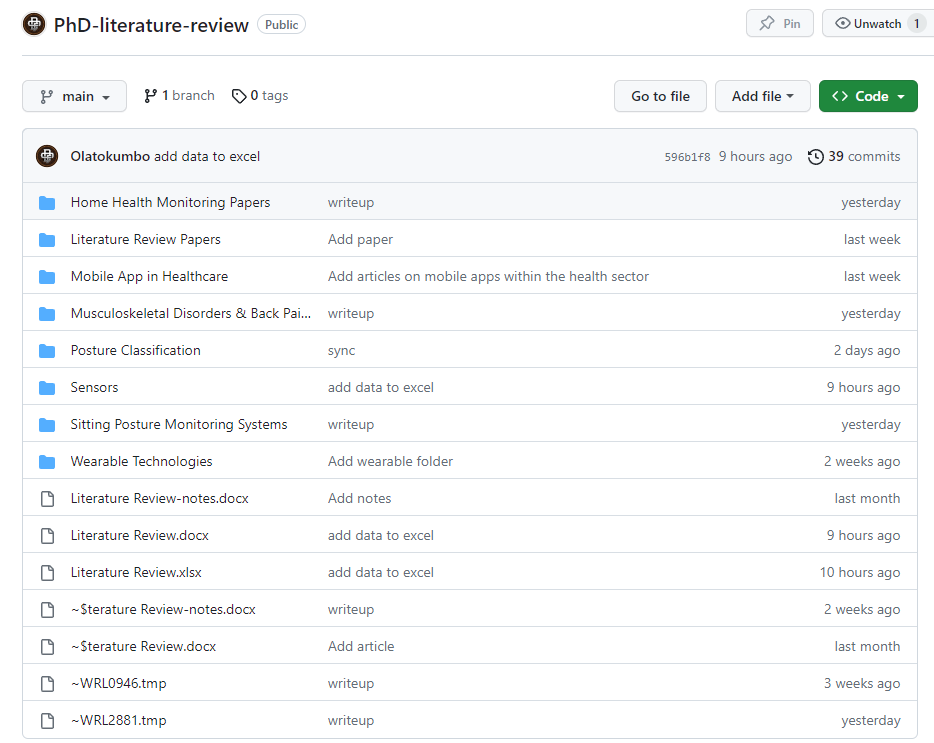 PhD-literature-review Public Pin Unwatch 1
main 1 branch 0 tags Go to file Add file <> Code
Olatokumbo add data to excel 596b1f8 9 hours ago 39 commits
Home Health Monitoring Papers writeup yesterday
Literature Review Papers Add paper last week
Mobile App in Healthcare Add articles on mobile apps within the health sector last week
Musculoskeletal Disorders & Back Pai... writeup yesterday
Posture Classification sync 2 days ago
Sensors add data to excel 9 hours ago
Sitting Posture Monitoring Systems writeup yesterday
Wearable Technologies Add wearable folder 2 weeks ago
Literature Review-notes.docx Add notes last month
Literature Review.docx add data to excel 9 hours ago
Literature Review.xlsx add data to excel 10 hours ago
~$terature Review-notes.docx writeup 2 weeks ago
~$terature Review.docx Add article last month
~WRL0946.tmp writeup 3 weeks ago
~WRL2881.tmp writeup yesterday